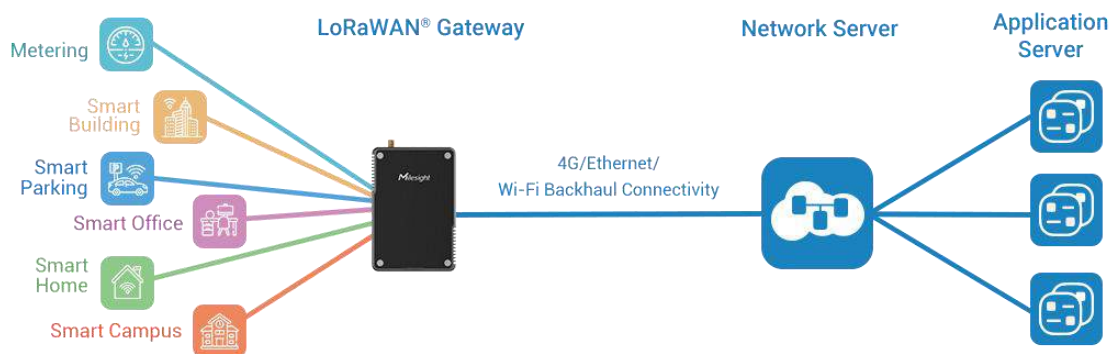 LoRaWAN® Gateway
Network Server
Application
Server
Metering
Smart
Building
Smart
Parking
Smart Office
Smart
Home
Smart Campus
Milesight
4G/Ethernet/
Wi-Fi Backhaul Connectivity
P